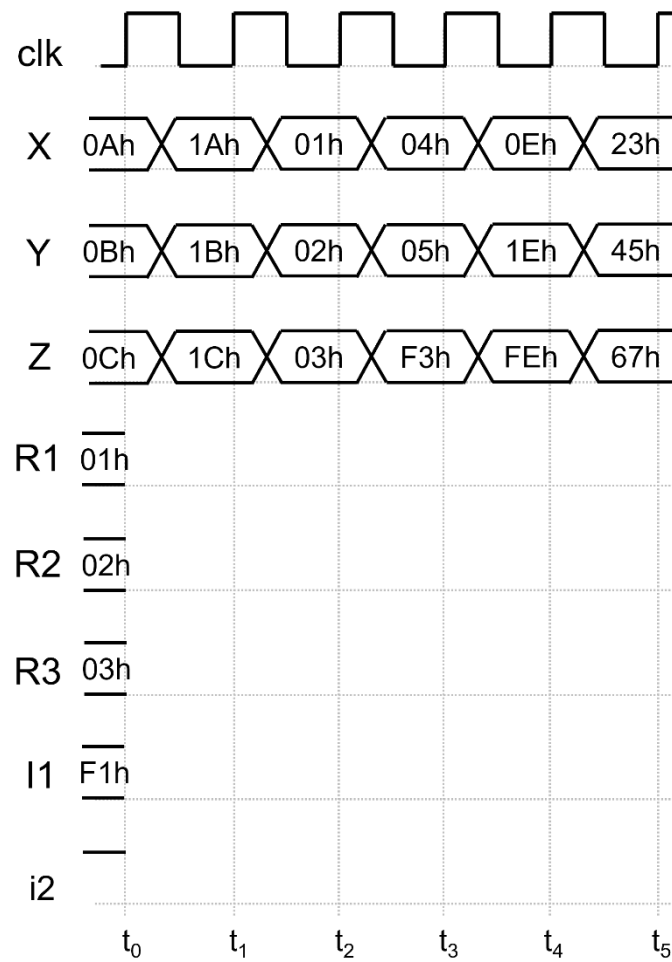 clk
X 0Ah 1Ah 01h 04h 0Eh 23h
Y 0Bh 1Bh 02h 05h 1Eh 45h
Z 0Ch 1Ch 03h F3h FEh 67h
R1 01h
R2 02h
R3 03h
I1 F1h
i2
t0 t1 t2 t3 t4 t5